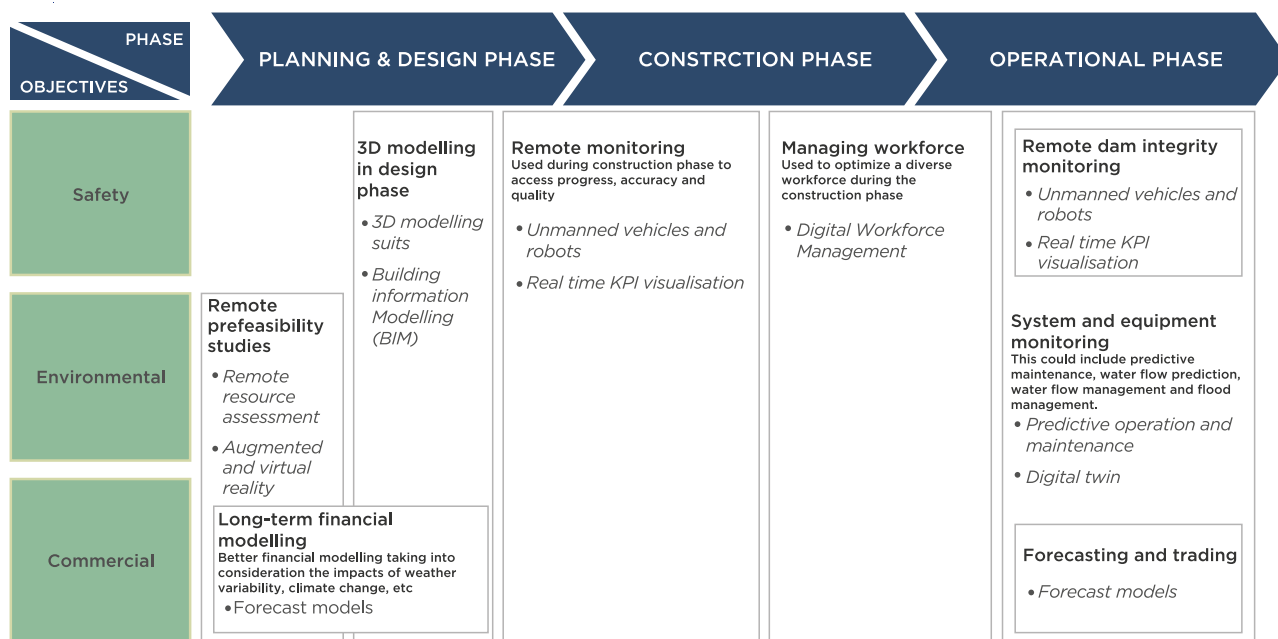 PHASE
OBJECTIVES
PLANNING & DESIGN PHASE
CONSTRCTION PHASE
OPERATIONAL PHASE
Safety
Environmental
Commercial
Remote
prefeasibility
studies
• Remote
resource
assessment
• Augmented
and virtual
reality
3D modelling
in design
phase
• 3D modelling
suits
• Building
information
Modelling
(BIM)
Long-term financial
modelling
Better financial modelling taking into
consideration the impacts of weather
variability, climate change, etc
• Forecast models
Remote monitoring
Used during construction phase to
access progress, accuracy and
quality
• Unmanned vehicles and
robots
• Real time KPI visualisation
Managing workforce
Used to optimize a diverse
workforce during the
construction phase
• Digital Workforce
Management
Remote dam integrity
monitoring
• Unmanned vehicles and
robots
• Real time KPI
visualisation
System and equipment
monitoring
This could include predictive
maintenance, water flow prediction,
water flow management and flood
management.
• Predictive operation and
maintenance
• Digital twin
Forecasting and trading
• Forecast models